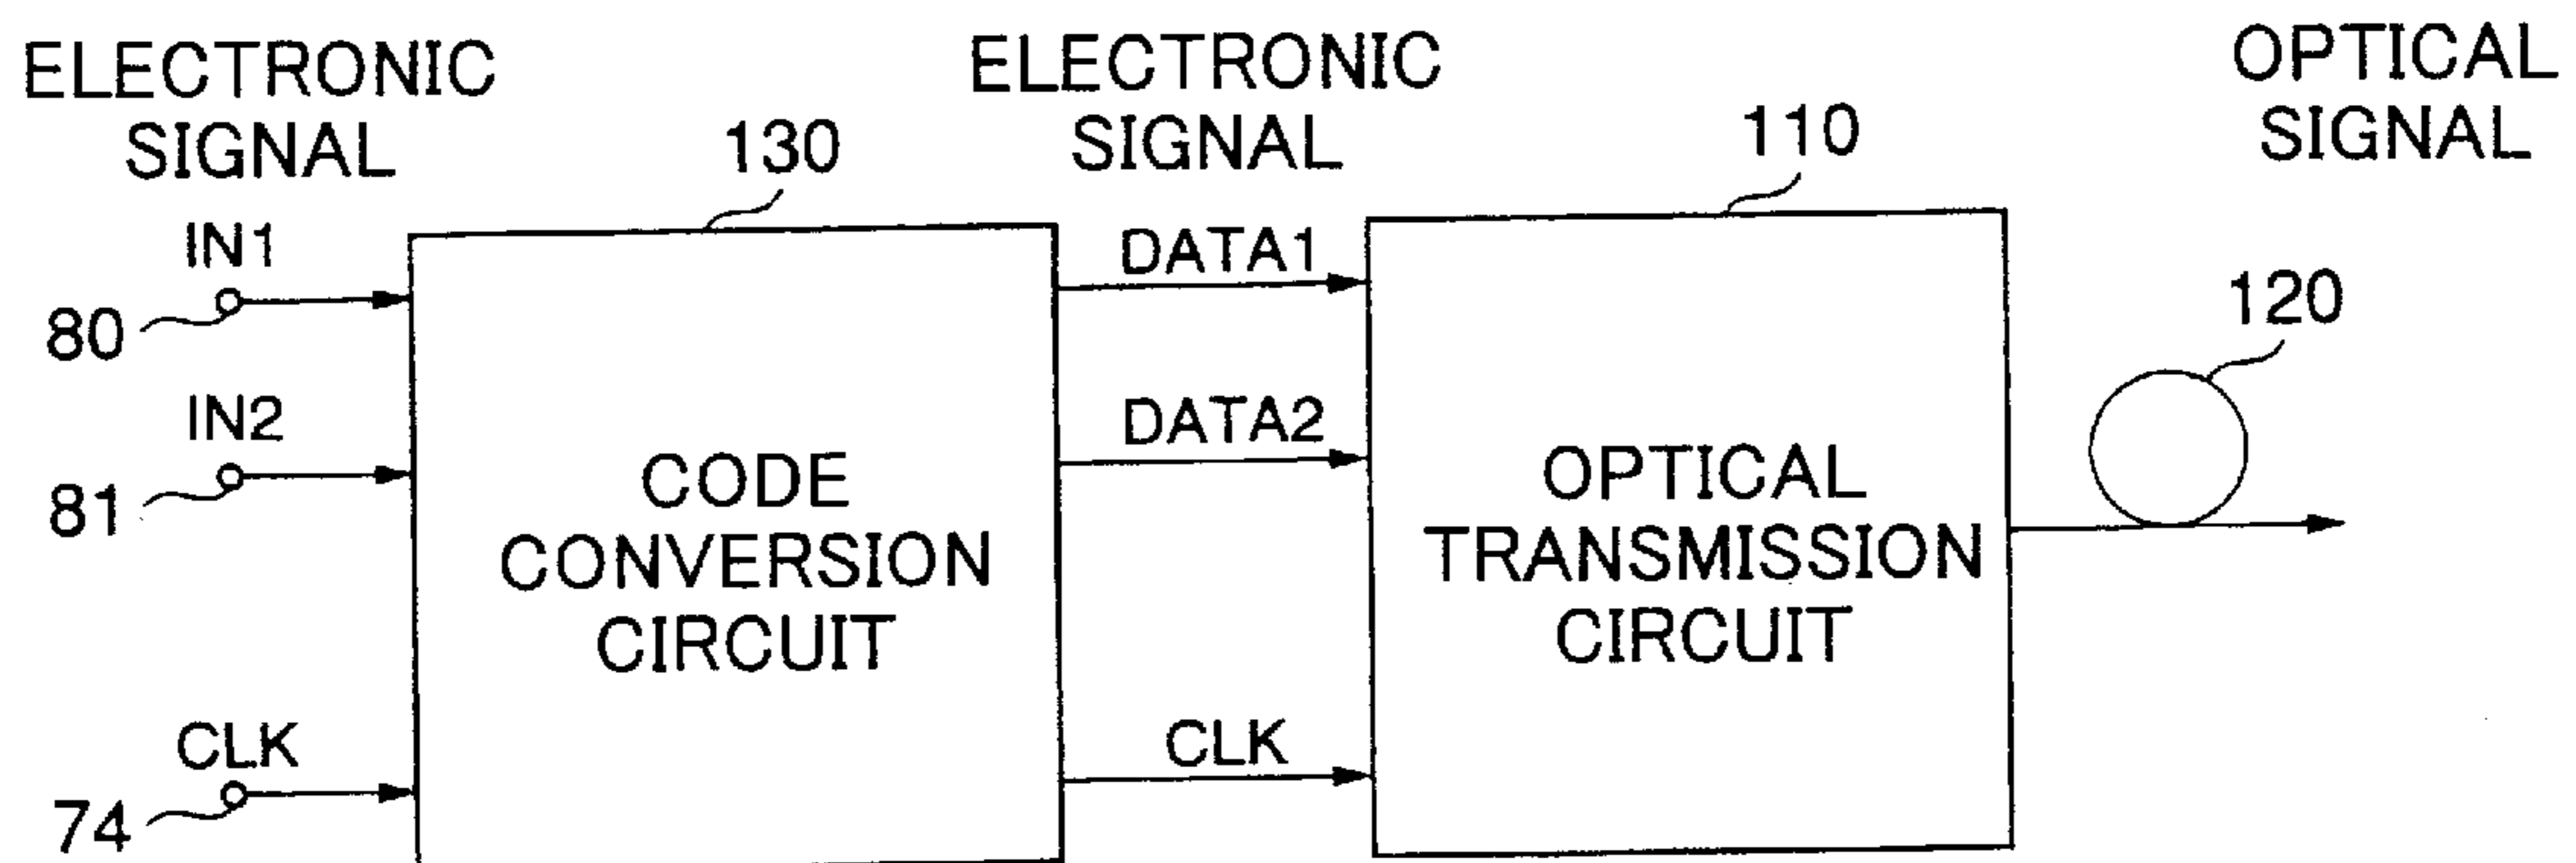 ELECTRONIC
SIGNAL
ELECTRONIC
SIGNAL
OPTICAL
SIGNAL
130
110
IN1
80
IN2
81
CLK
74
CODE
CONVERSION
CIRCUIT
DATA1
DATA2
CLK
OPTICAL
TRANSMISSION
CIRCUIT
120